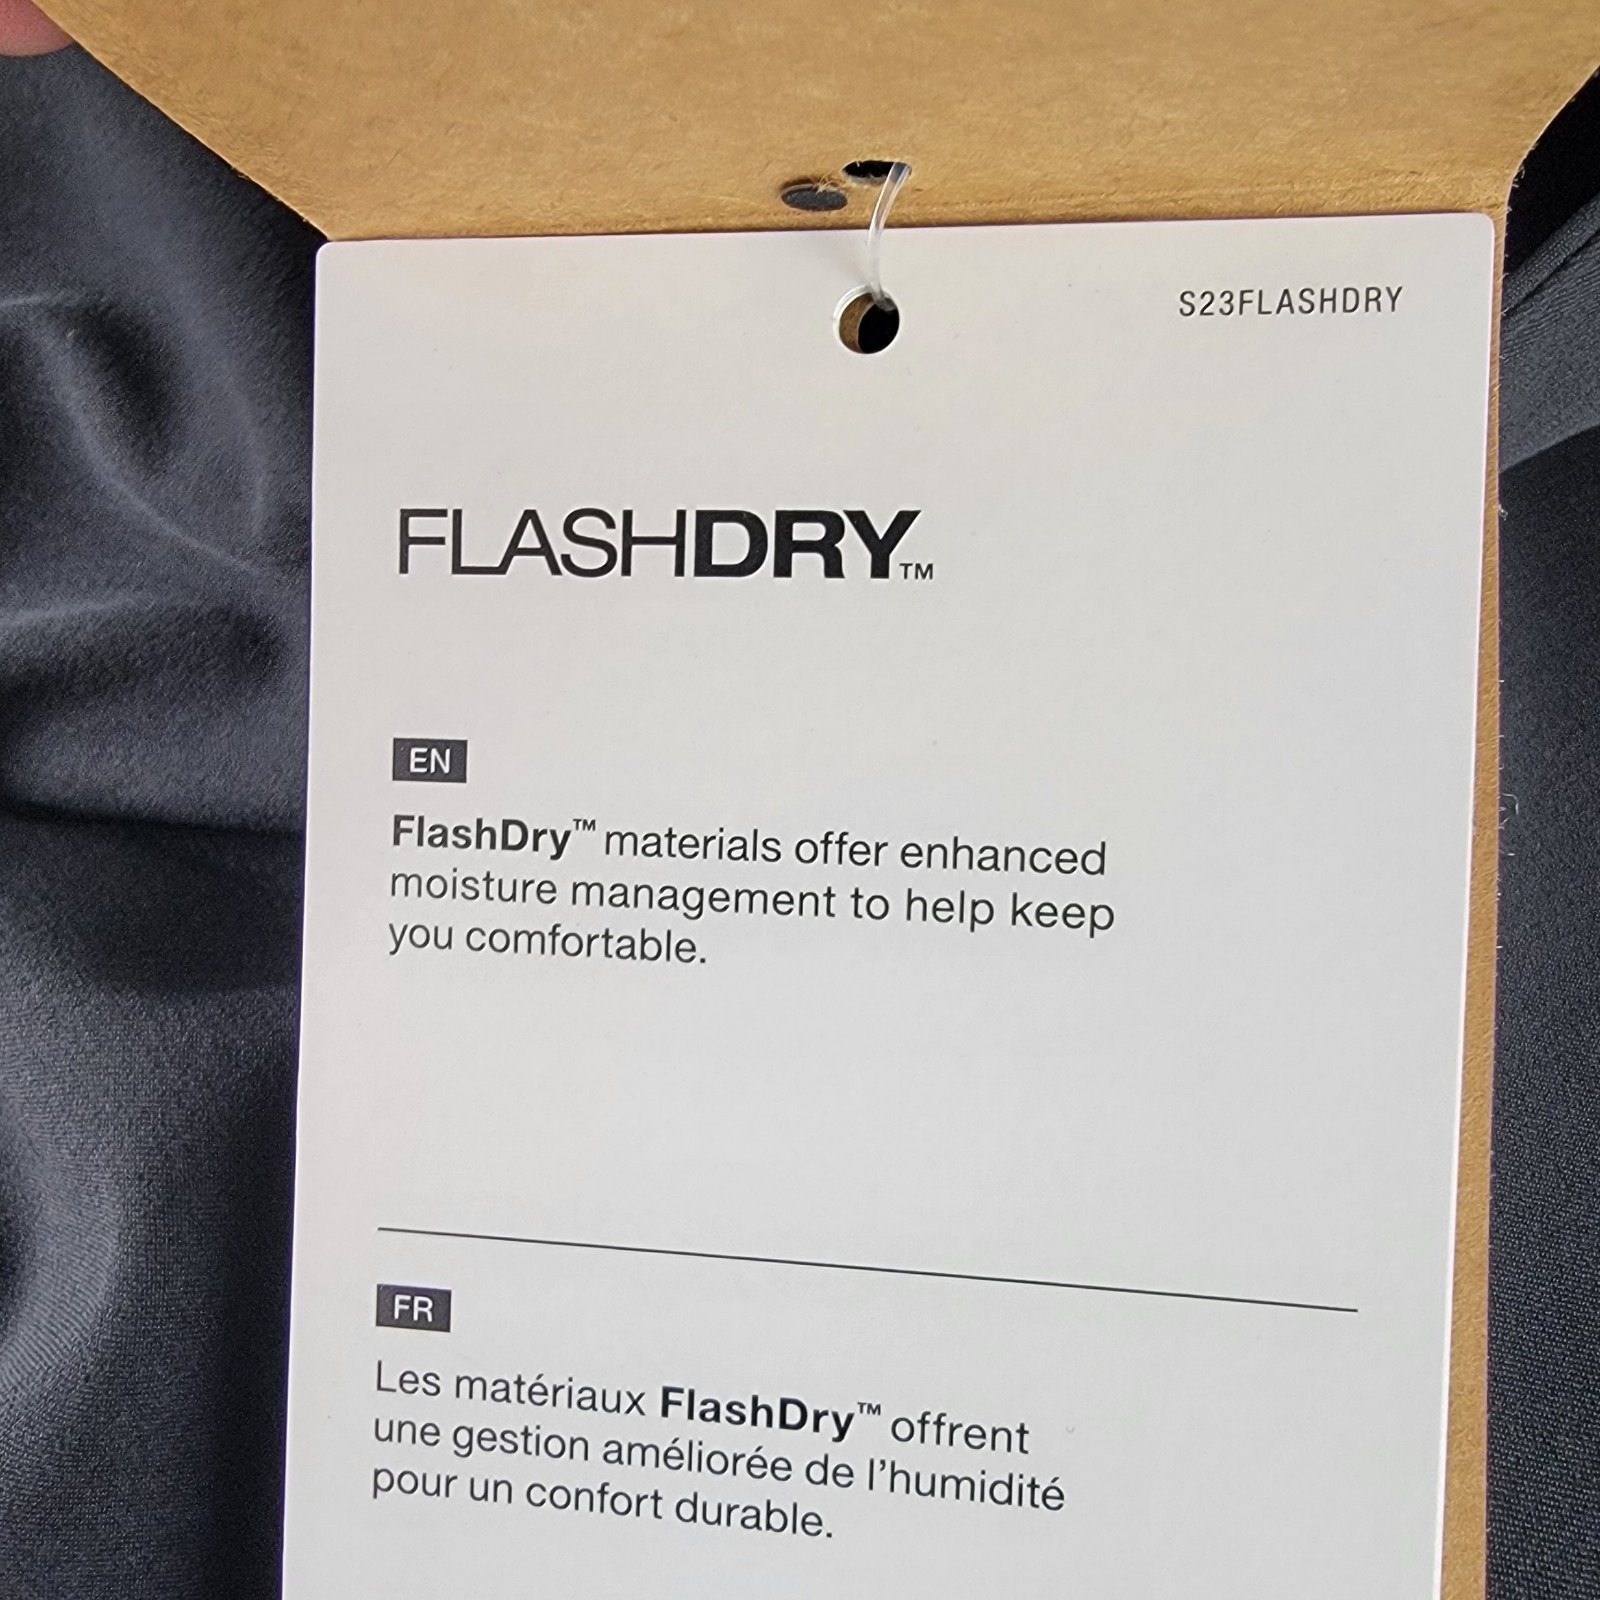 S23FLASHDRY
FLASHDRY™
EN
FlashDry™ materials offer enhanced
moisture management to help keep
you comfortable.
FR
Les matériaux FlashDry™ offrent
une gestion améliorée de l'humidité
pour un confort durable.